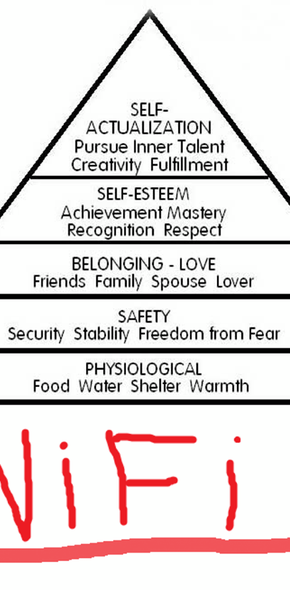 SELF-
ACTUALIZATION
Pursue Inner Talent
Creativity Fulfillment
SELF-ESTEEM
Achievement Mastery
Recognition Respect
BELONGING - LOVE
Friends Family Spouse Lover
SAFETY
Security Stability Freedom from Fear
PHYSIOLOGICAL
Food Water Shelter Warmth
WiFi